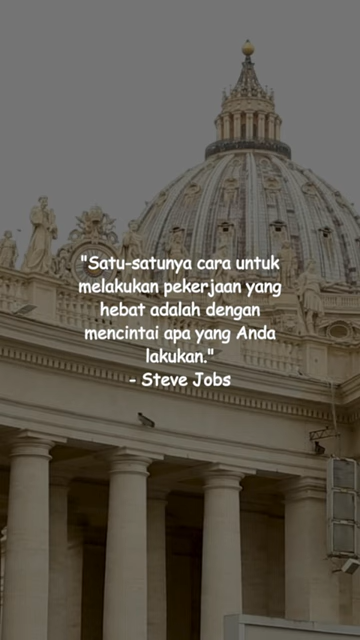 "Satu-satunya cara untuk
melakukan pekerjaan yang
hebat adalah dengan
mencintai apa yang Anda
lakukan."
- Steve Jobs